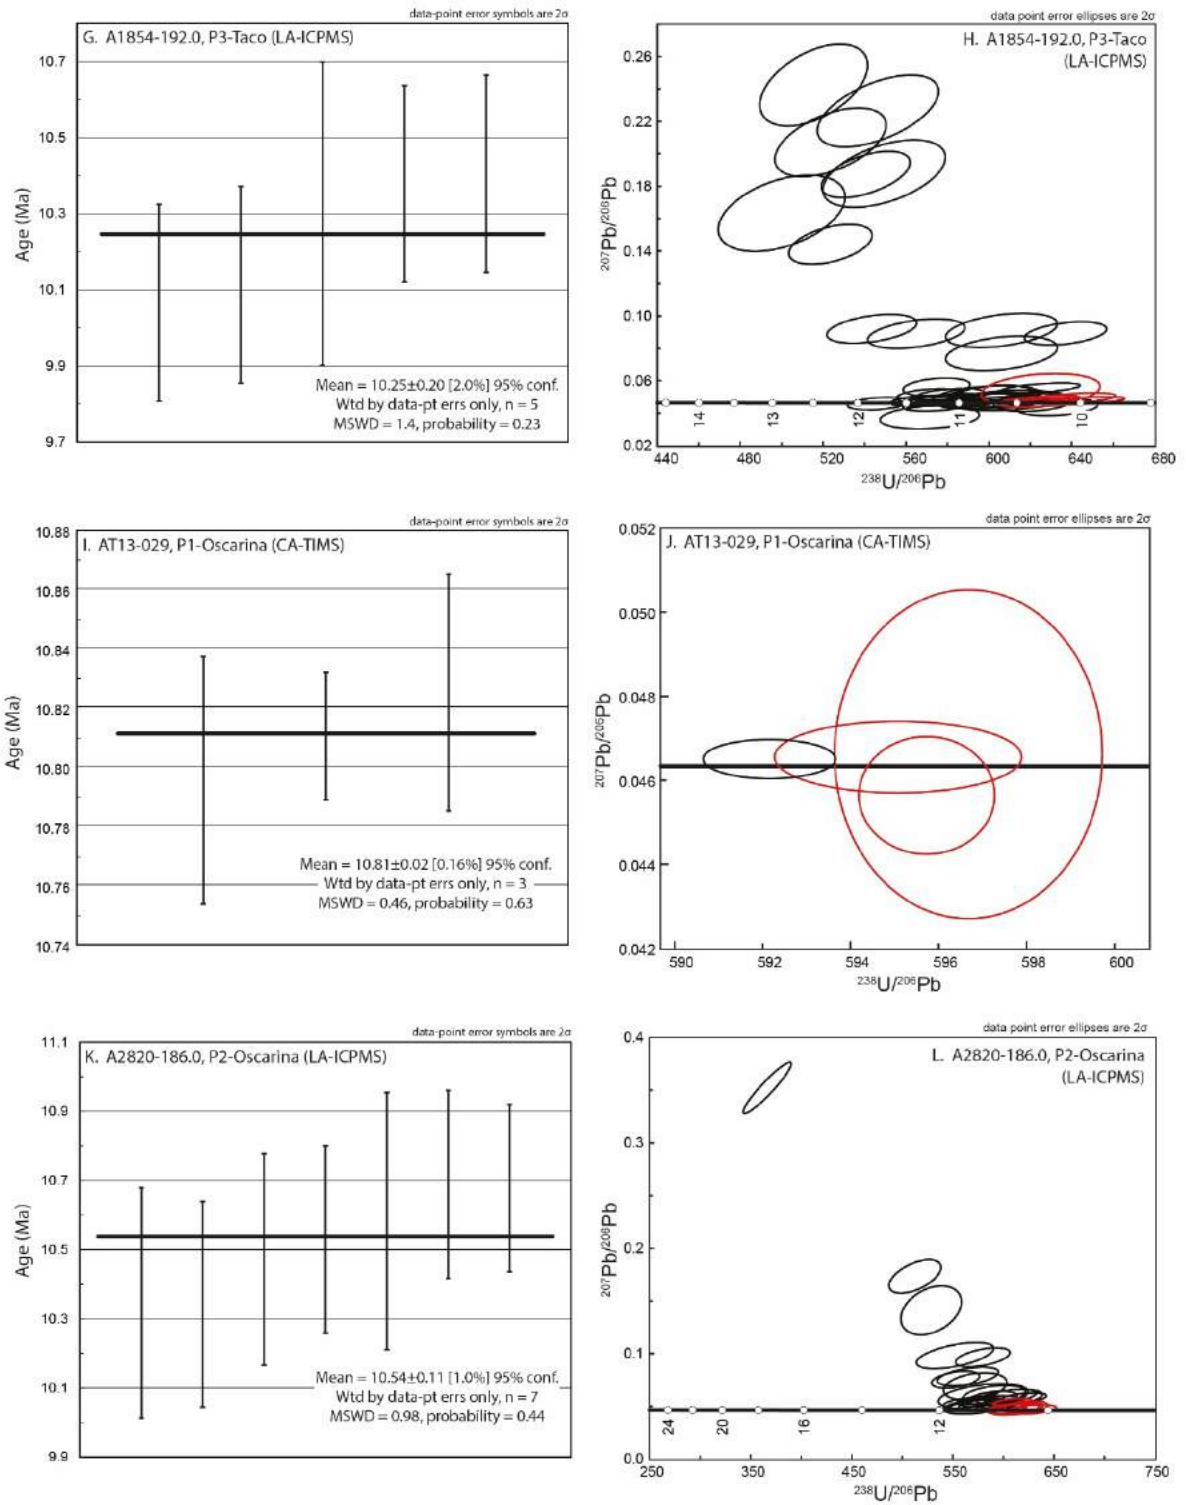 data-point error symbols are 2σ
G. A1854-192.0, P3-Taco (LA-ICPMS)
10.7
10.5
10.3
10.1
9.9
9.7
Age (Ma)
Mean = 10.25±0.20 [2.0%] 95% conf.
Wtd by data-pt errs only, n = 5
MSWD = 1.4, probability = 0.23
data point error ellipses are 2σ
H. A1854-192.0, P3-Taco
(LA-ICPMS)
0.26
0.22
0.18
0.14
0.10
0.06
0.02
207Pb/206Pb
14
13
12
11
10
440
480
520
560
600
640
680
238U/206Pb
data-point error symbols are 2σ
I. AT13-029, P1-Oscarina (CA-TIMS)
10.88
10.86
10.84
10.82
10.80
10.78
10.76
10.74
Age (Ma)
Mean = 10.81±0.02 [0.16%] 95% conf.
Wtd by data-pt errs only, n = 3
MSWD = 0.46, probability = 0.63
data point error ellipses are 2σ
J. AT13-029, P1-Oscarina (CA-TIMS)
0.052
0.050
0.048
0.046
0.044
0.042
207Pb/206Pb
590
592
594
596
598
600
238U/206Pb
data-point error symbols are 2σ
K. A2820-186.0, P2-Oscarina (LA-ICPMS)
11.1
10.9
10.7
10.5
10.3
10.1
9.9
Age (Ma)
Mean = 10.54±0.11 [1.0%] 95% conf.
Wtd by data-pt errs only, n = 7
MSWD = 0.98, probability = 0.44
data point error ellipses are 2σ
L. A2820-186.0, P2-Oscarina
(LA-ICPMS)
0.4
0.3
0.2
0.1
0.0
207Pb/206Pb
24
20
16
12
250
350
450
550
650
750
238U/206Pb